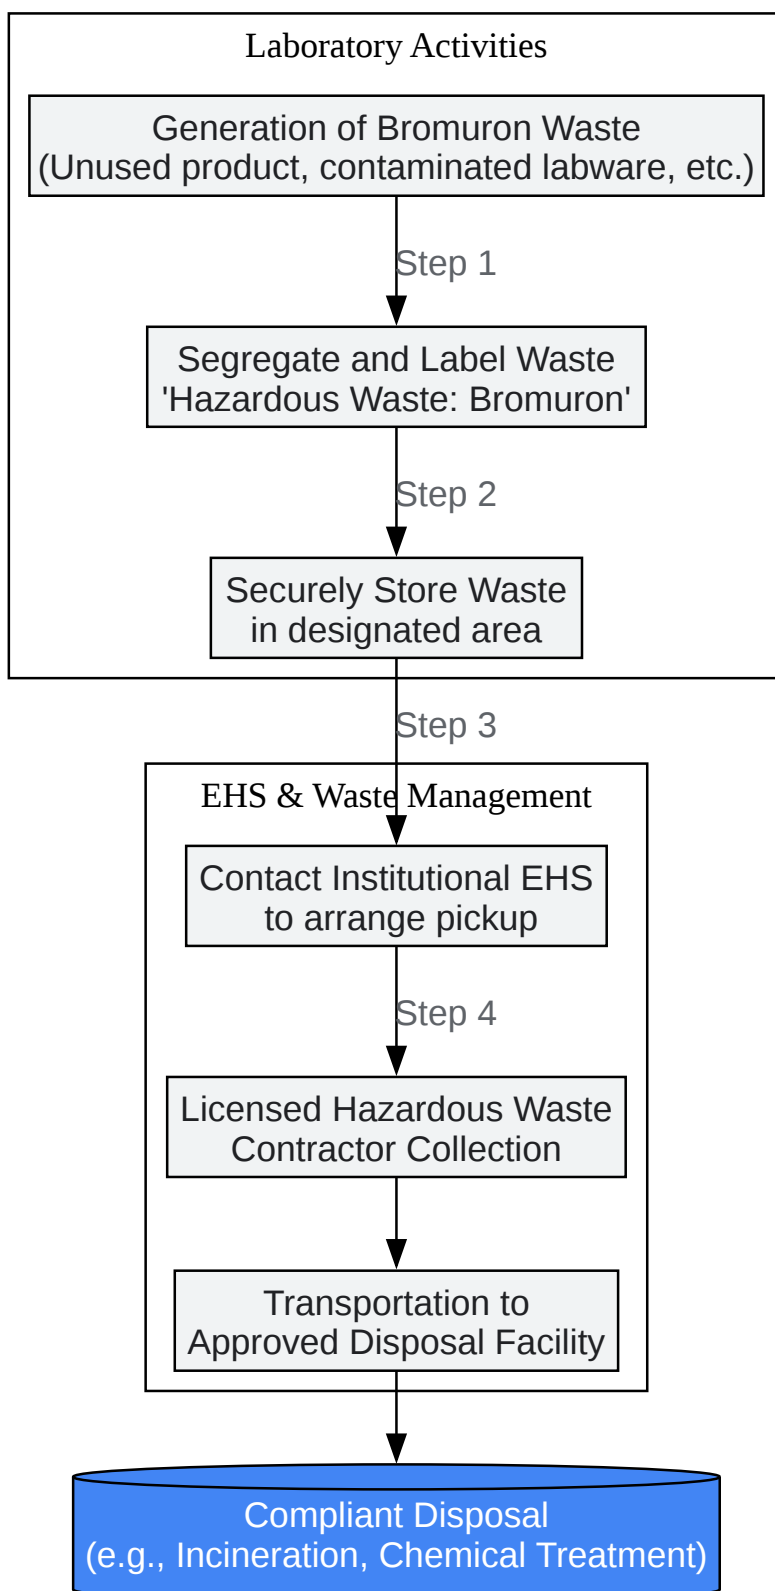 Laboratory Activities
Generation of Bromuron Waste
(Unused product, contaminated labware, etc.)
Step 1
Segregate and Label Waste
'Hazardous Waste: Bromuron'
Step 2
Securely Store Waste
in designated area
Step 3
EHS & Waste Management
Contact Institutional EHS
to arrange pickup
Step 4
Licensed Hazardous Waste
Contractor Collection
Transportation to
Approved Disposal Facility
Compliant Disposal
(e.g., Incineration, Chemical Treatment)